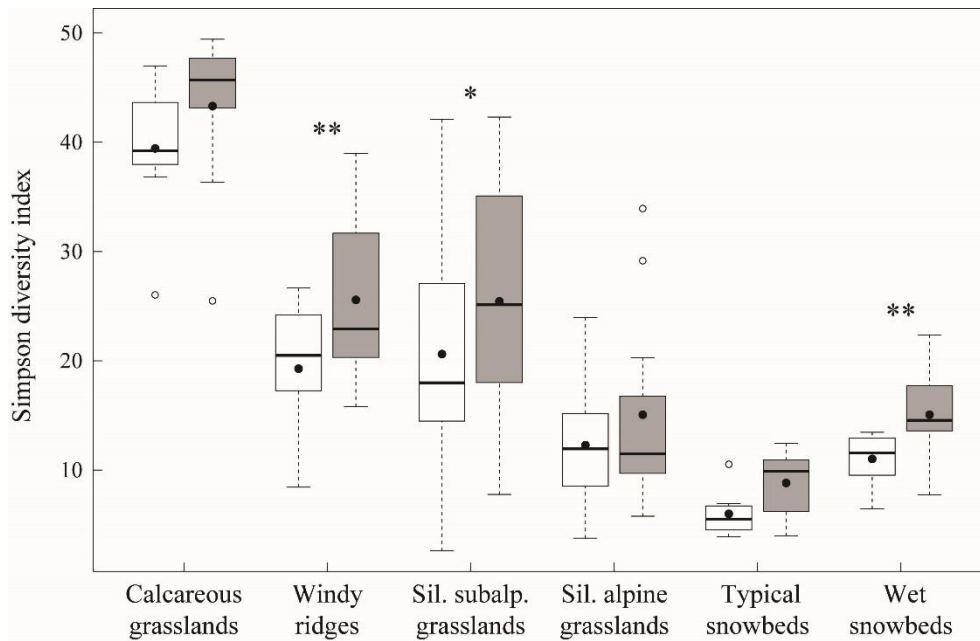 Simpson diversity index
50
40
30
20
10
**
*
**
Calcareous
grasslands
Windy
ridges
Sil. subalp.
grasslands
Sil. alpine
grasslands
Typical
snowbeds
Wet
snowbeds